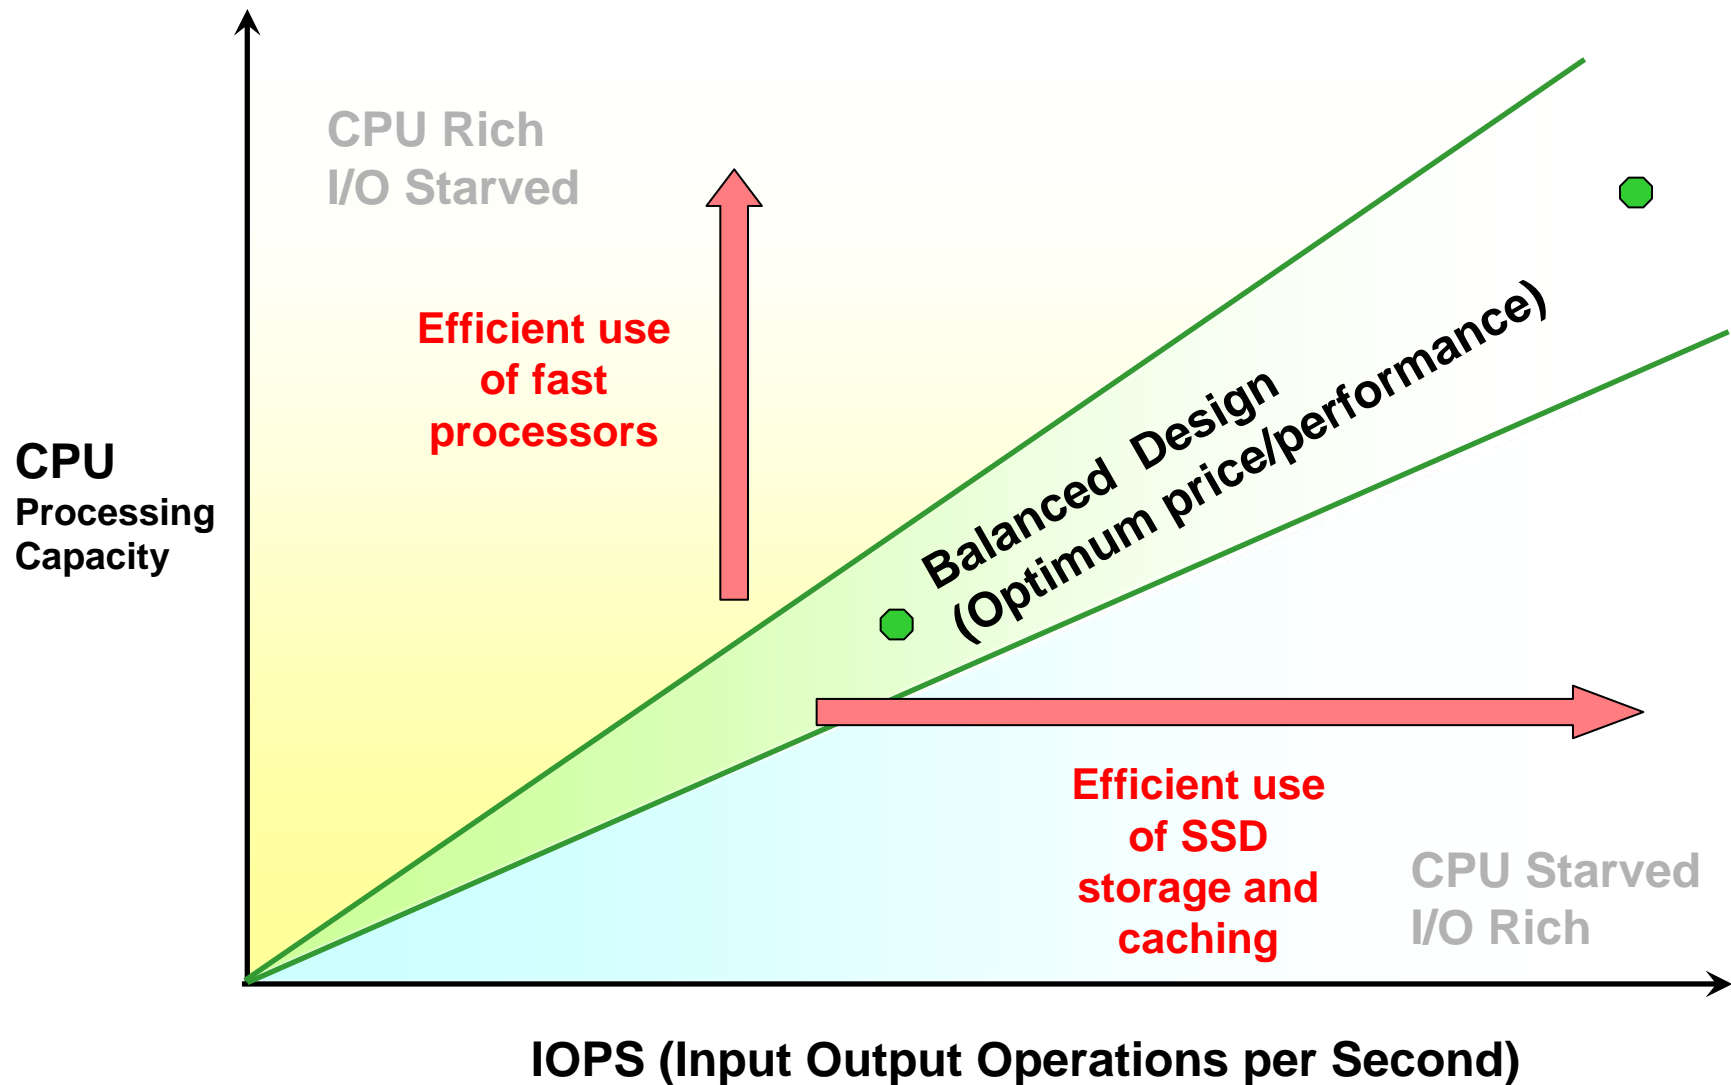 CPU Rich
I/O Starved
Efficient use
of fast
processors
CPU
Processing
Capacity
Balanced Design
(Optimum price/performance)
Efficient use
of SSD
storage and
caching
CPU Starved
I/O Rich
IOPS (Input Output Operations per Second)